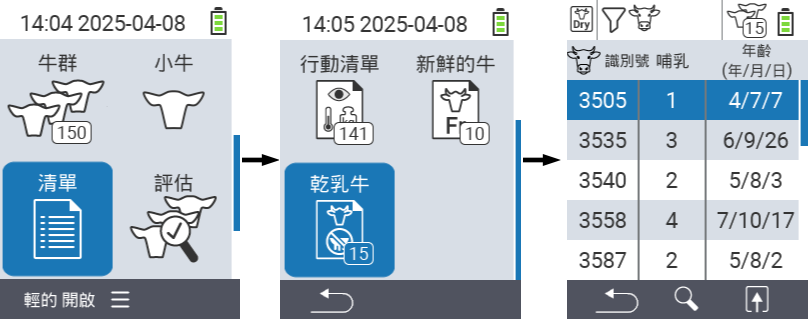 14:04 2025-04-08
牛群
小牛
150
清單
評估
輕的 開啟
14:05 2025-04-08
行動清單
新鮮的牛
141
Fr
10
乾乳牛
15
Dry
15
識別號 哺乳 年齡
(年/月/日)
3505 1 4/7/7
3535 3 6/9/26
3540 2 5/8/3
3558 4 7/10/17
3587 2 5/8/2